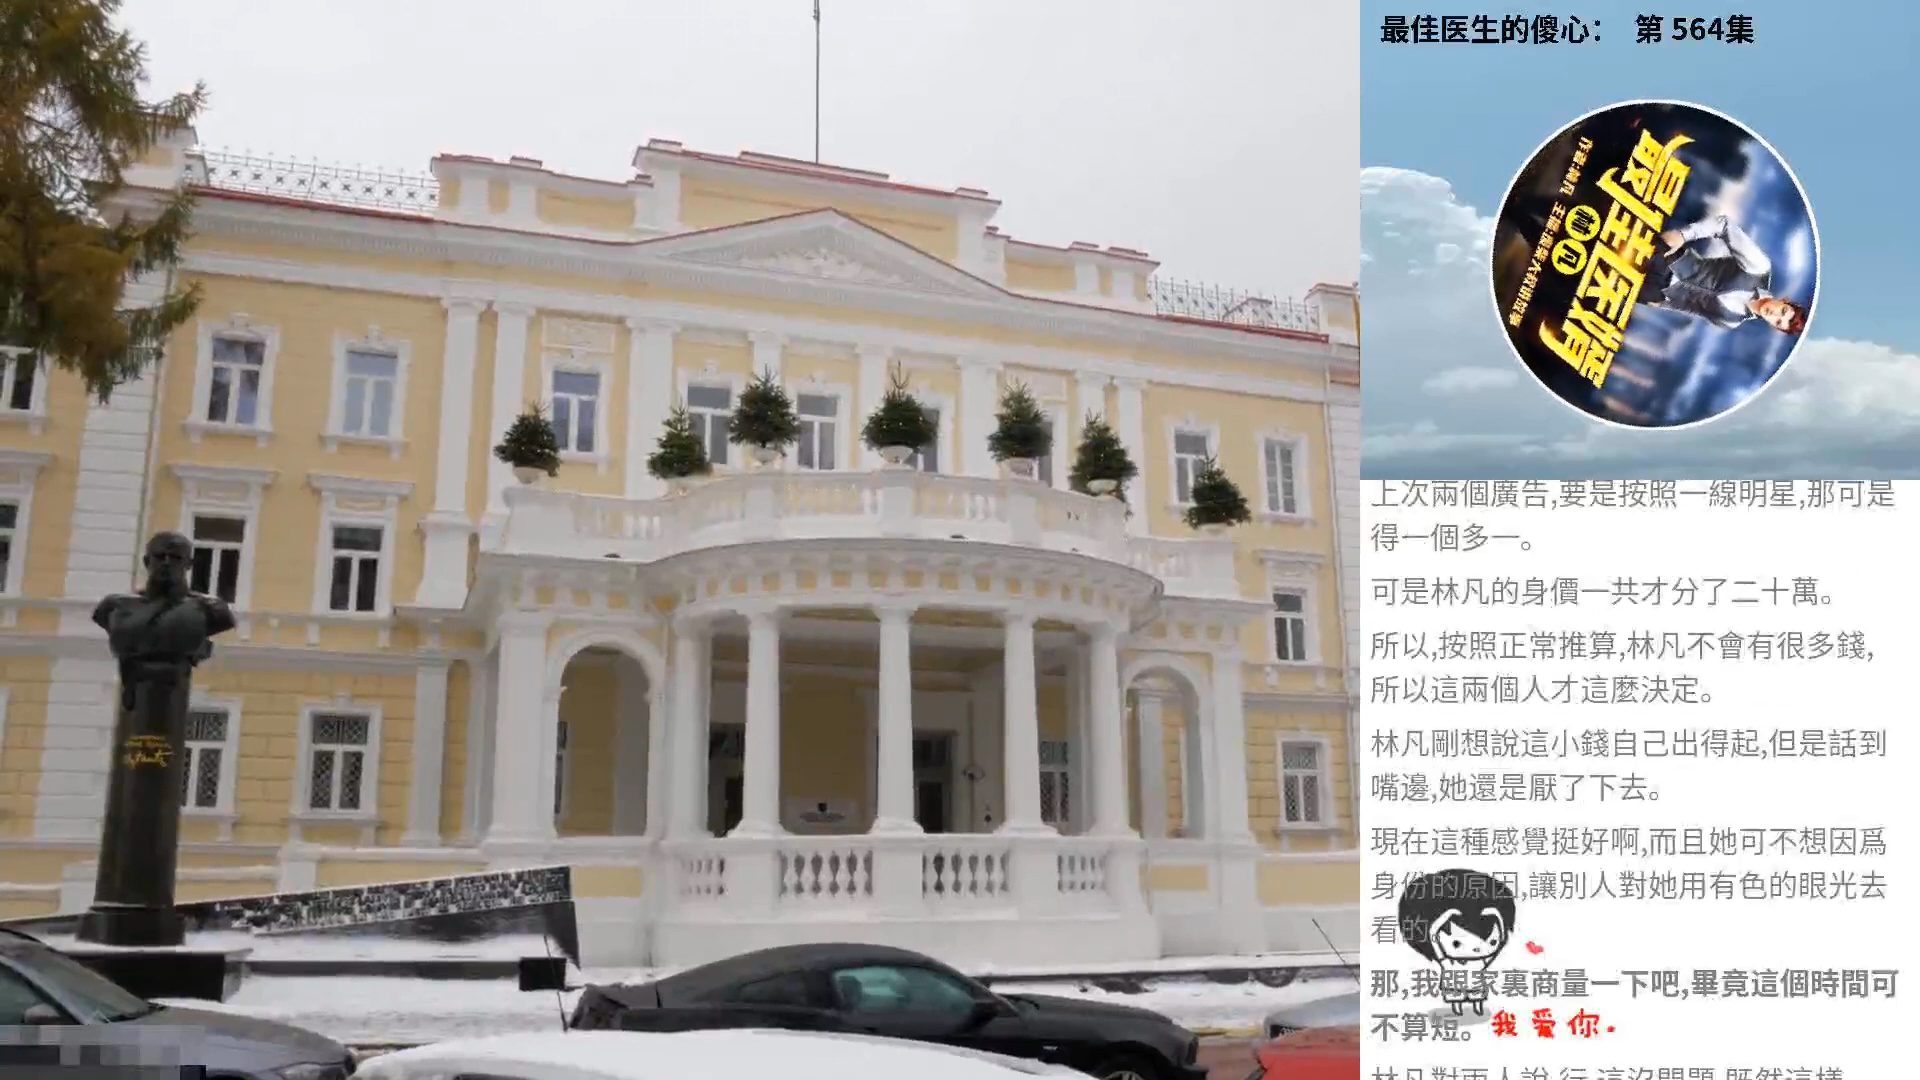 最佳医生的傻心： 第 564集
最佳医婿
林凡
上次兩個廣告,要是按照一線明星,那可是
得一個多一。
可是林凡的身價一共才分了二十萬。
所以,按照正常推算,林凡不會有很多錢,
所以這兩個人才這麼決定。
林凡剛想說這小錢自己出得起,但是話到
嘴邊,她還是厭了下去。
現在這種感覺挺好啊,而且她可不想因爲
身份的原因,讓別人對她用有色的眼光去
看的。
那,我跟家裏商量一下吧,畢竟這個時間可
不算短。
我爱你.